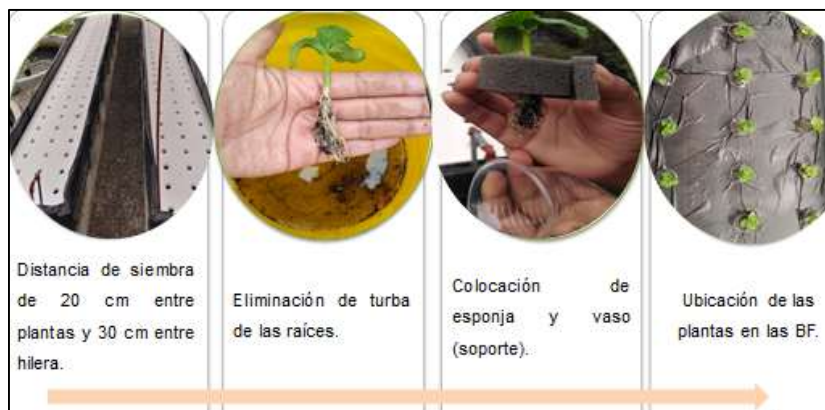 Distancia de siembra
de 20 cm entre
plantas y 30 cm entre
hilera.
Eliminación de turba
de las raíces.
Colocación de
esponja y vaso
(soporte).
Ubicación de las
plantas en las BF.